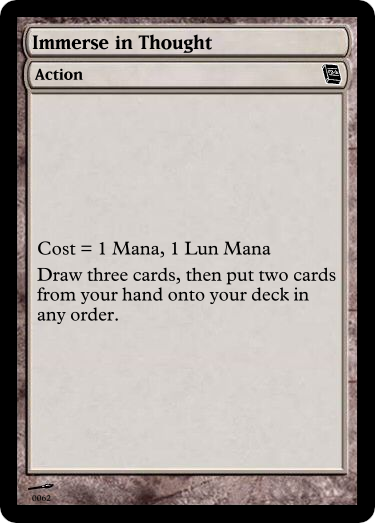 Immerse in Thought
Action
Cost = 1 Mana, 1 Lun Mana
Draw three cards, then put two cards
from your hand onto your deck in
any order.
0062